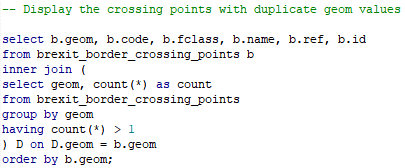 -- Display the crossing points with duplicate geom values
select b.geom, b.code, b.fclass, b.name, b.ref, b.id
from brexit_border_crossing_points b
inner join (
select geom, count(*) as count
from brexit_border_crossing_points
group by geom
having count(*) > 1
) D on D.geom = b.geom
order by b.geom;